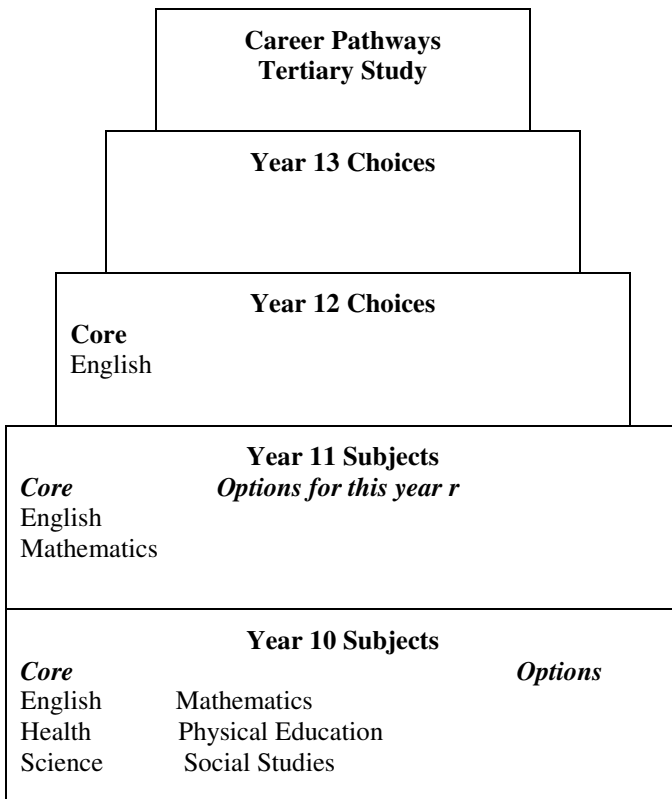 Career Pathways
Tertiary Study
Year 13 Choices
Year 12 Choices
Core
English
Year 11 Subjects
Core Options for this year r
English
Mathematics
Year 10 Subjects
Core Options
English Mathematics
Health Physical Education
Science Social Studies